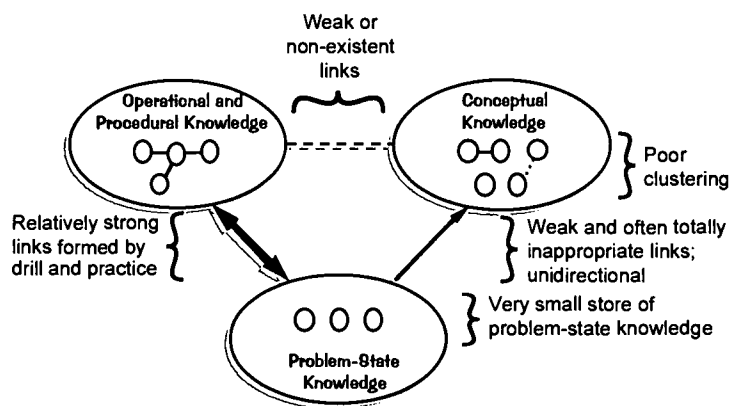 Weak or
non-existent
links
Operational and
Procedural Knowledge
Conceptual
Knowledge
Poor
clustering
Relatively strong
links formed by
drill and practice
Weak and often totally
inappropriate links;
unidirectional
Very small store of
problem-state knowledge
Problem-State
Knowledge